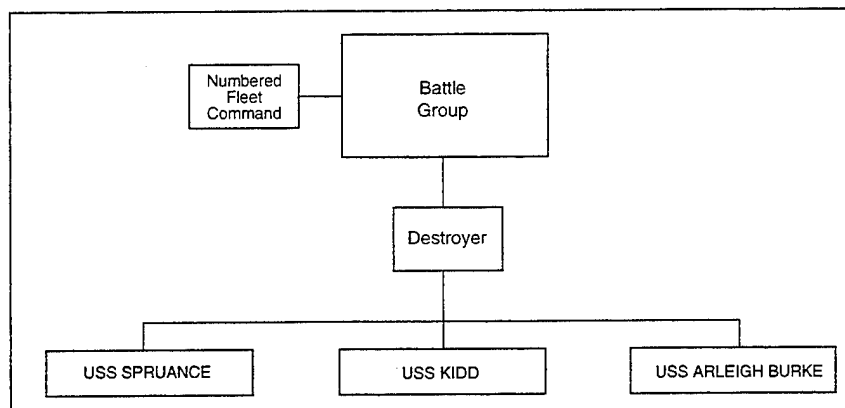 Numbered
Fleet
Command
Battle
Group
Destroyer
USS SPRUANCE
USS KIDD
USS ARLEIGH BURKE